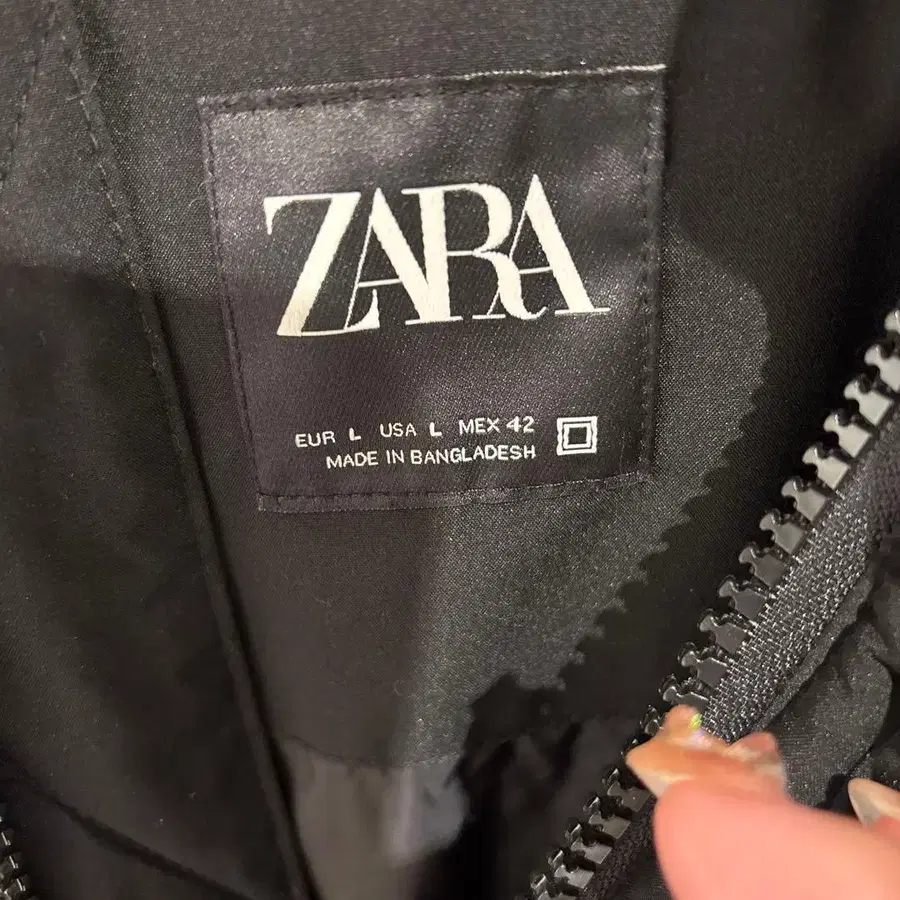 ZARA
EUR L USA L MEX 42
MADE IN BANGLADESH